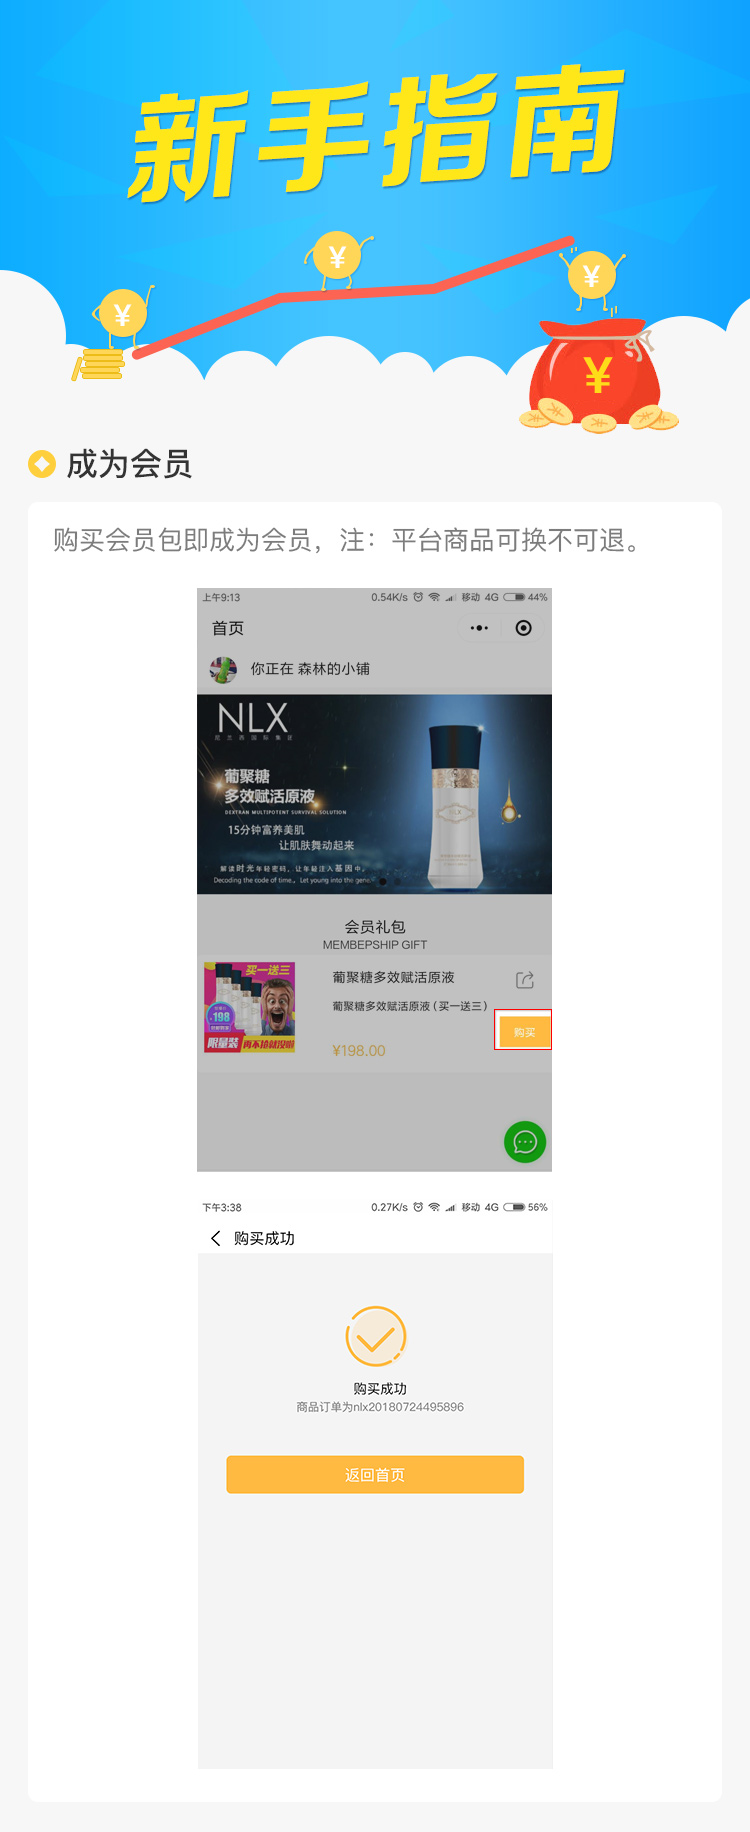 新手指南
¥
¥
¥
¥
成为会员
购买会员包即成为会员，注：平台商品可换不可退。
上午9:13 0.54K/s 移动 4G 44%
首页
你正在 森林的小铺
NLX
葡聚糖
多效赋活原液
DEXTRAN MULTIPOTENT SURVIVAL SOLUTION
15分钟富养美肌
让肌肤舞动起来
解读时光年轻密码，让年轻注入基因中。
Decoding the code of time., Let young into the gene.
NLX
会员礼包
MEMBEPSHIP GIFT
买一送三
198
限量装 再不抢就没啦
葡聚糖多效赋活原液
葡聚糖多效赋活原液（买一送三）
¥198.00
购买
下午3:38 0.27K/s 移动 4G 56%
购买成功
购买成功
商品订单为nlx20180724495896
返回首页